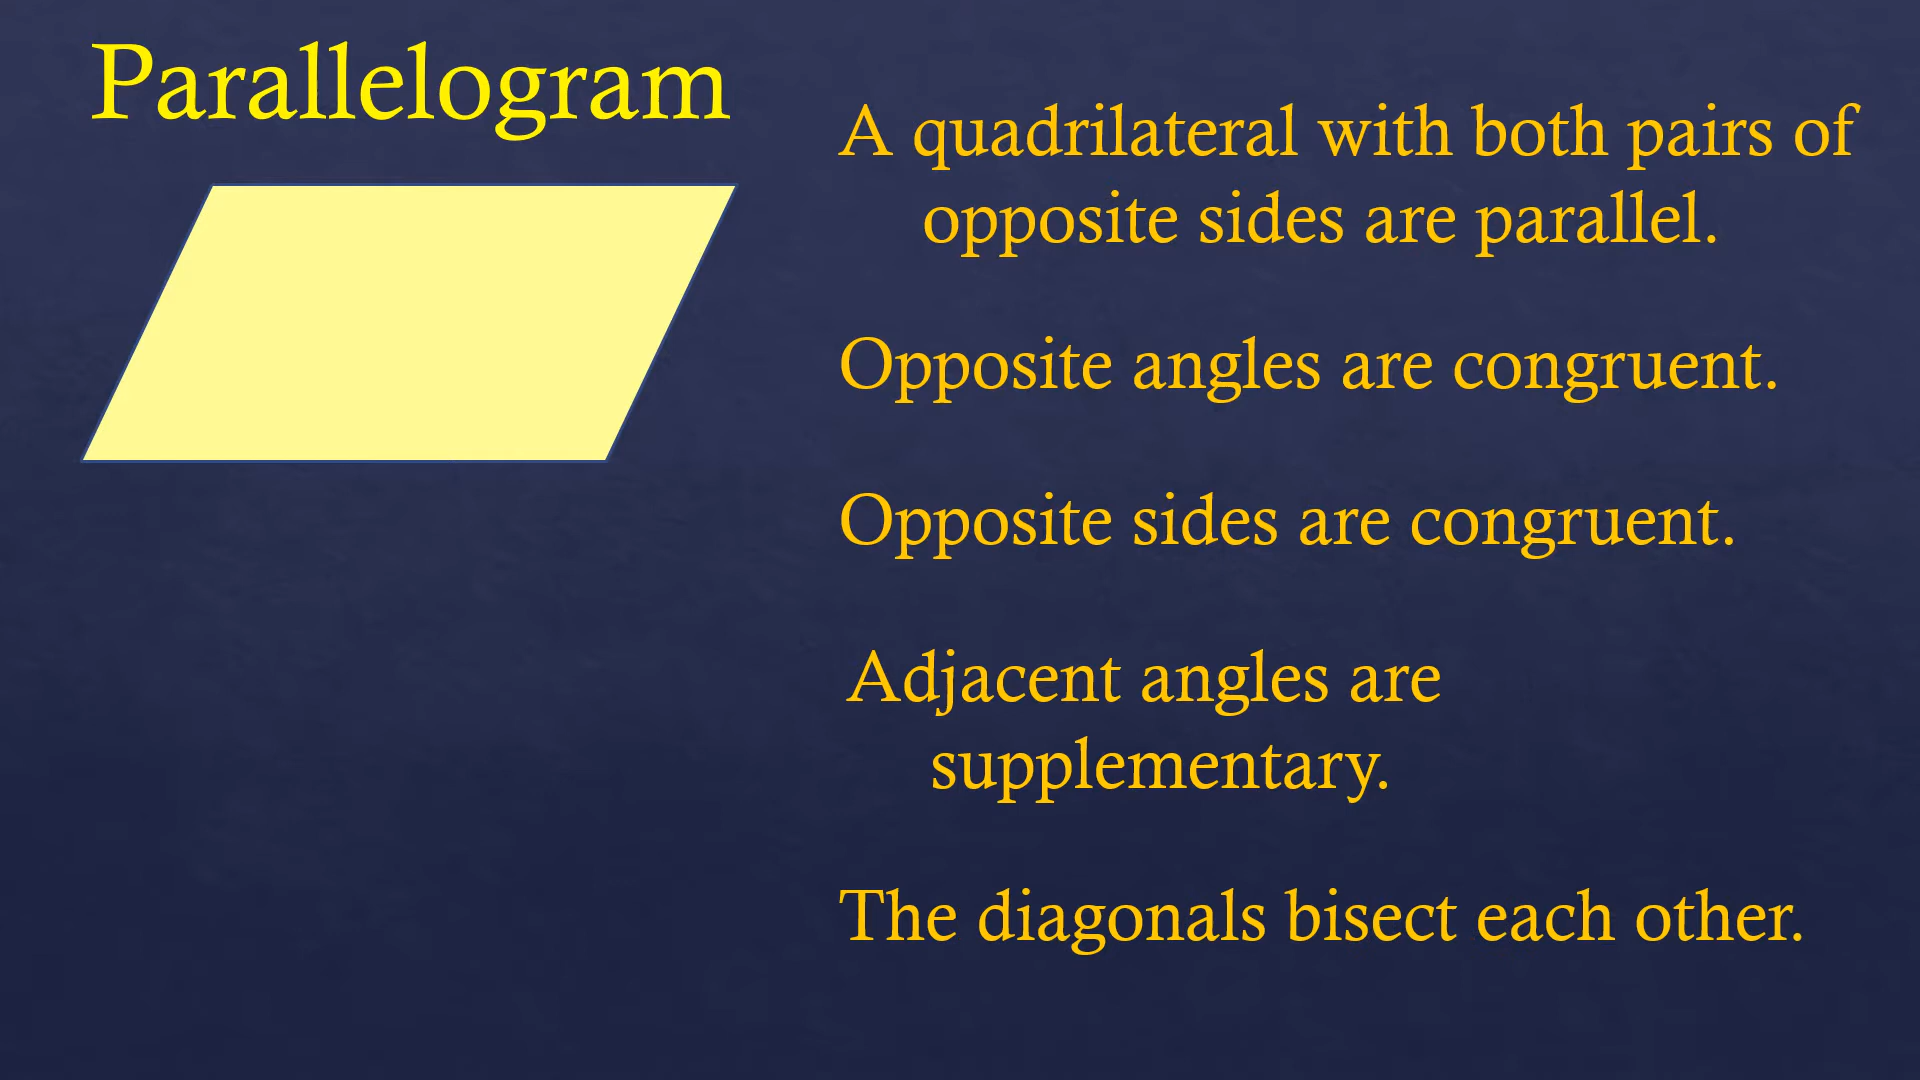 Parallelogram
A quadrilateral with both pairs of
opposite sides are parallel.
Opposite angles are congruent.
Opposite sides are congruent.
Adjacent angles are
supplementary.
The diagonals bisect each other.